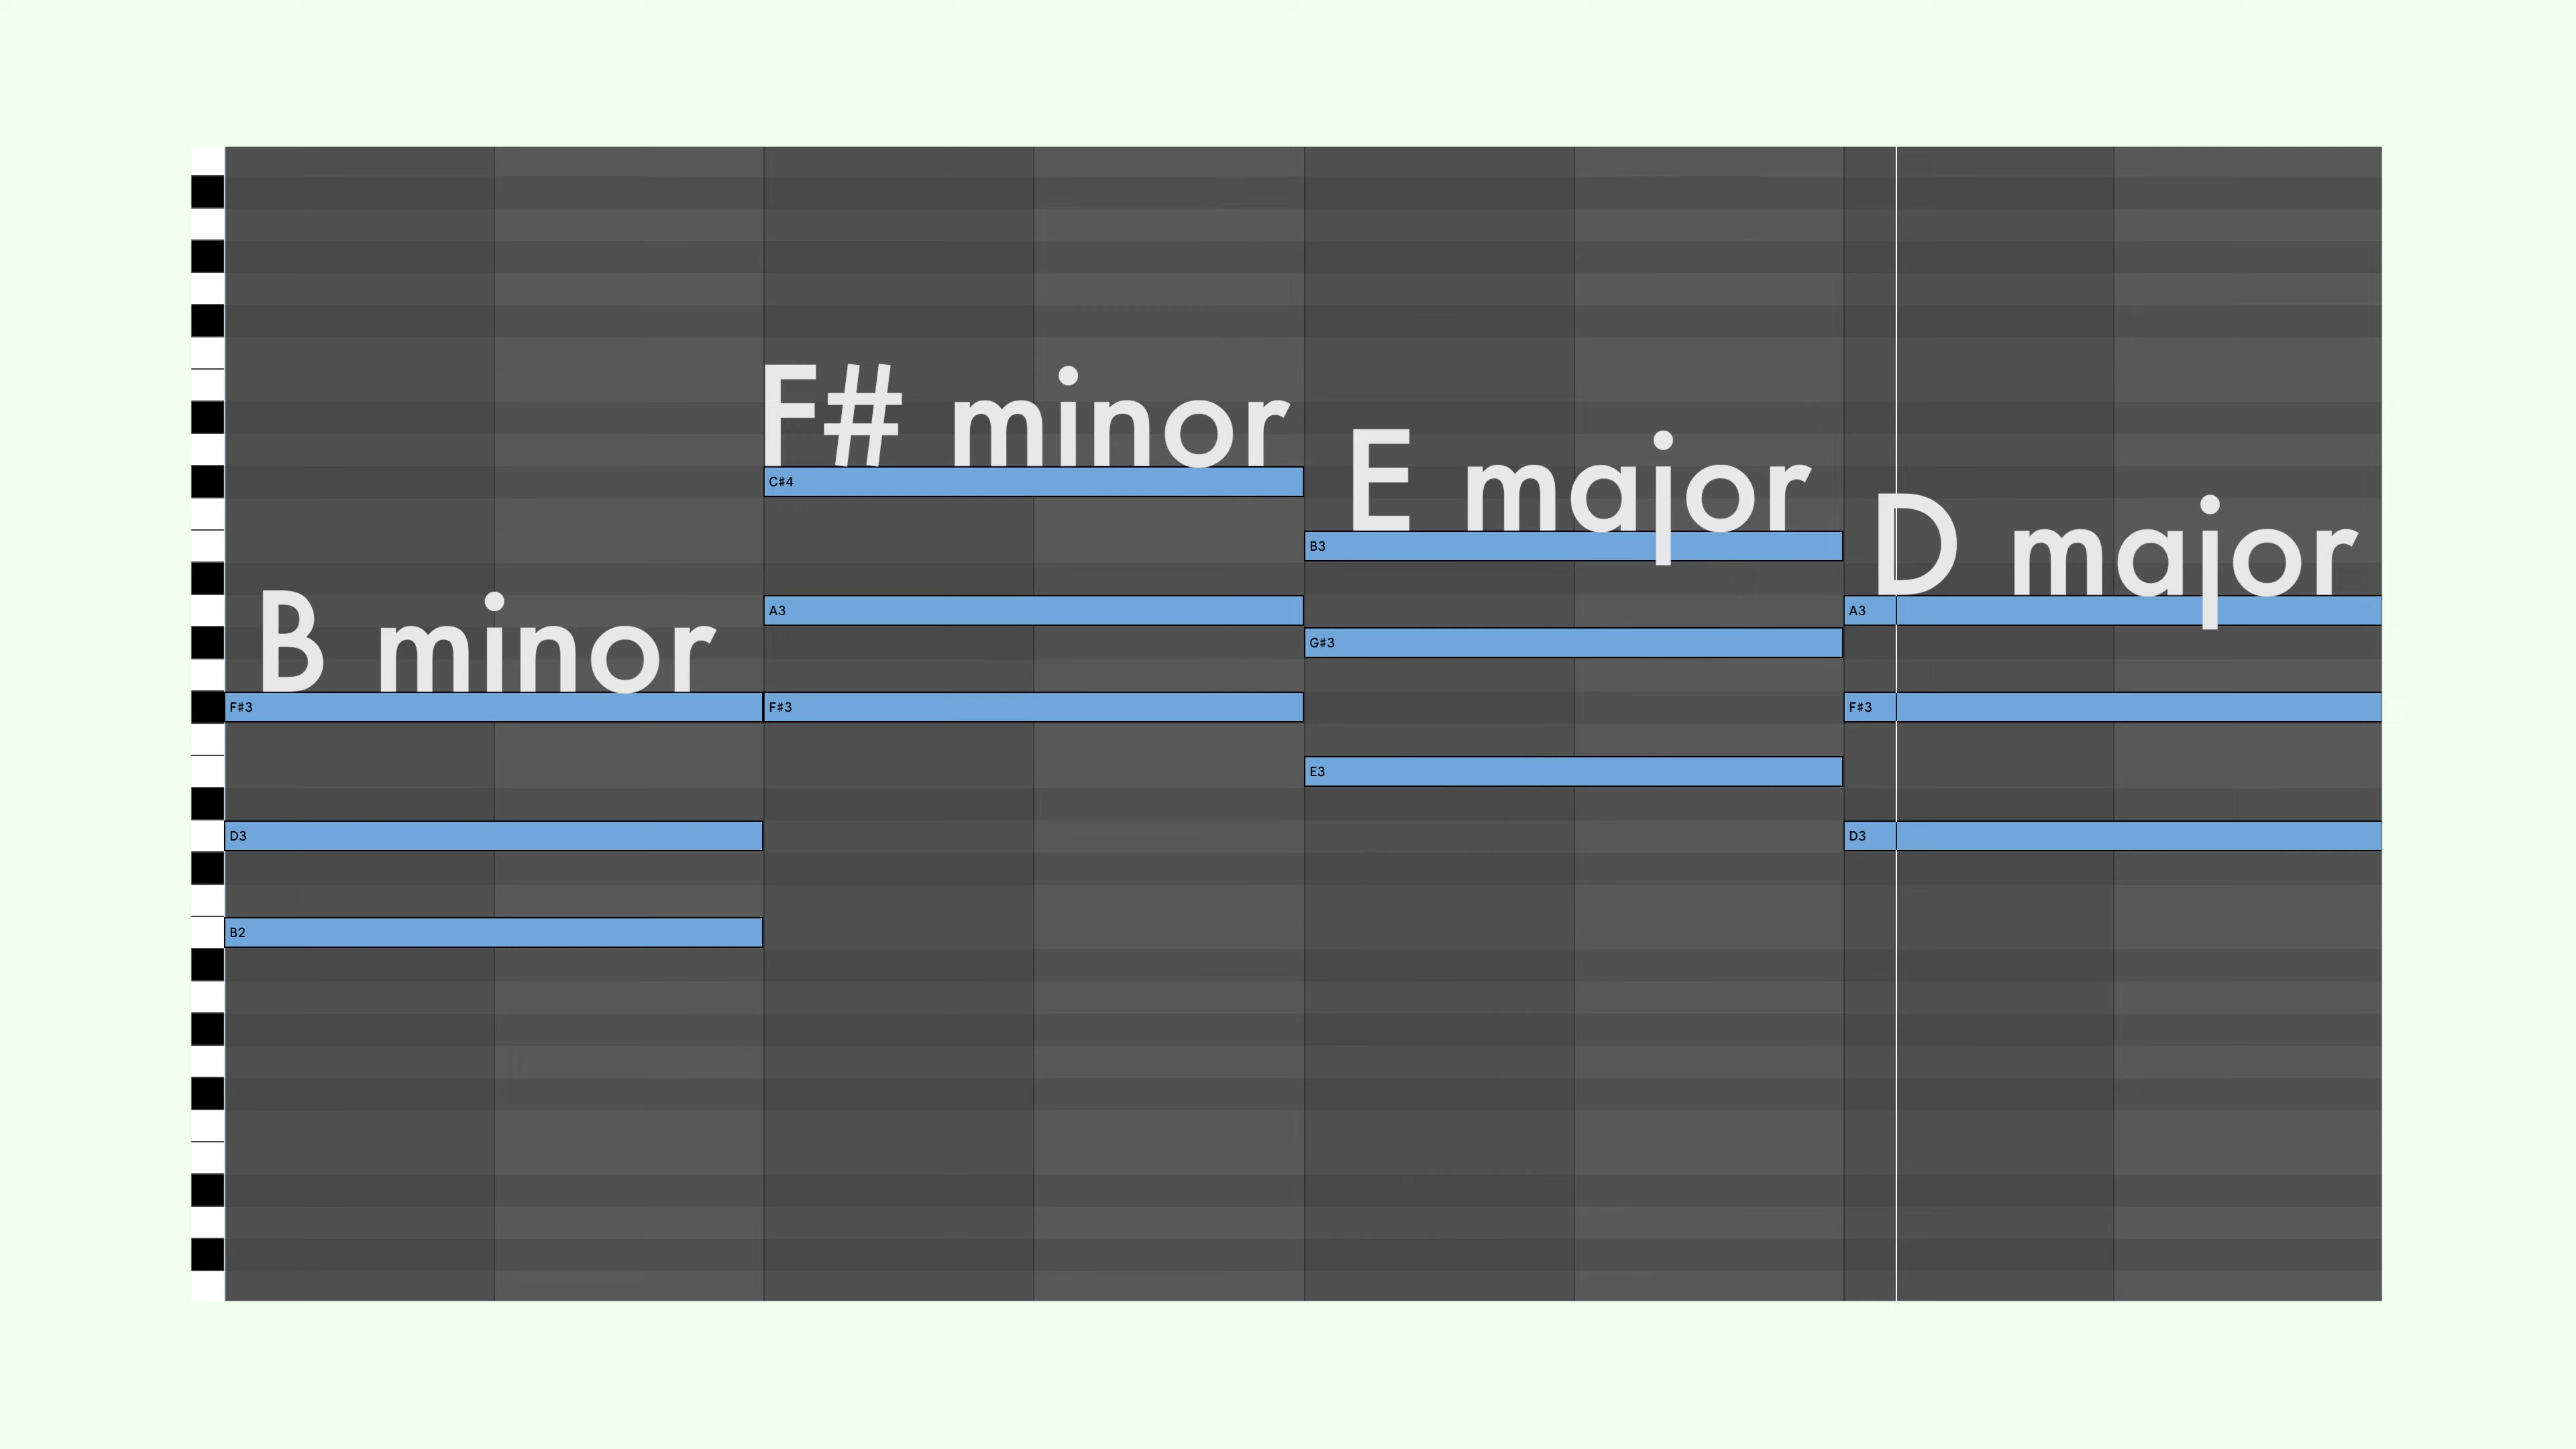 B minor
F#3
D3
B2
F# minor
C#4
A3
F#3
E major
B3
G#3
E3
D major
A3
F#3
D3